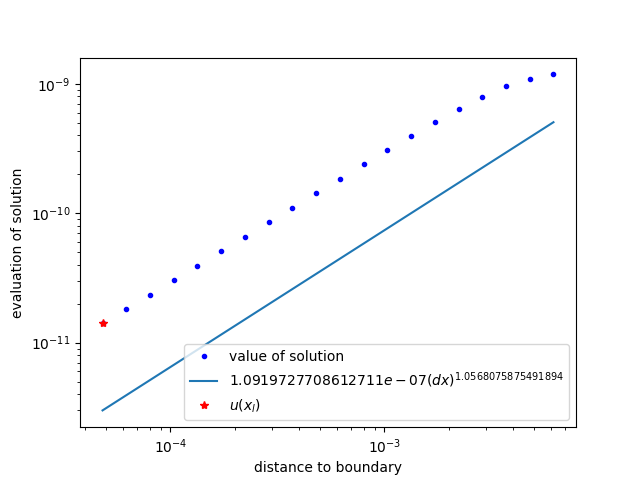 10⁻⁹
10⁻¹⁰
10⁻¹¹
evaluation of solution
value of solution
1.0919727708612711e − 07(dx)^1.0568075875491894
u(x_l)
10⁻⁴
10⁻³
distance to boundary